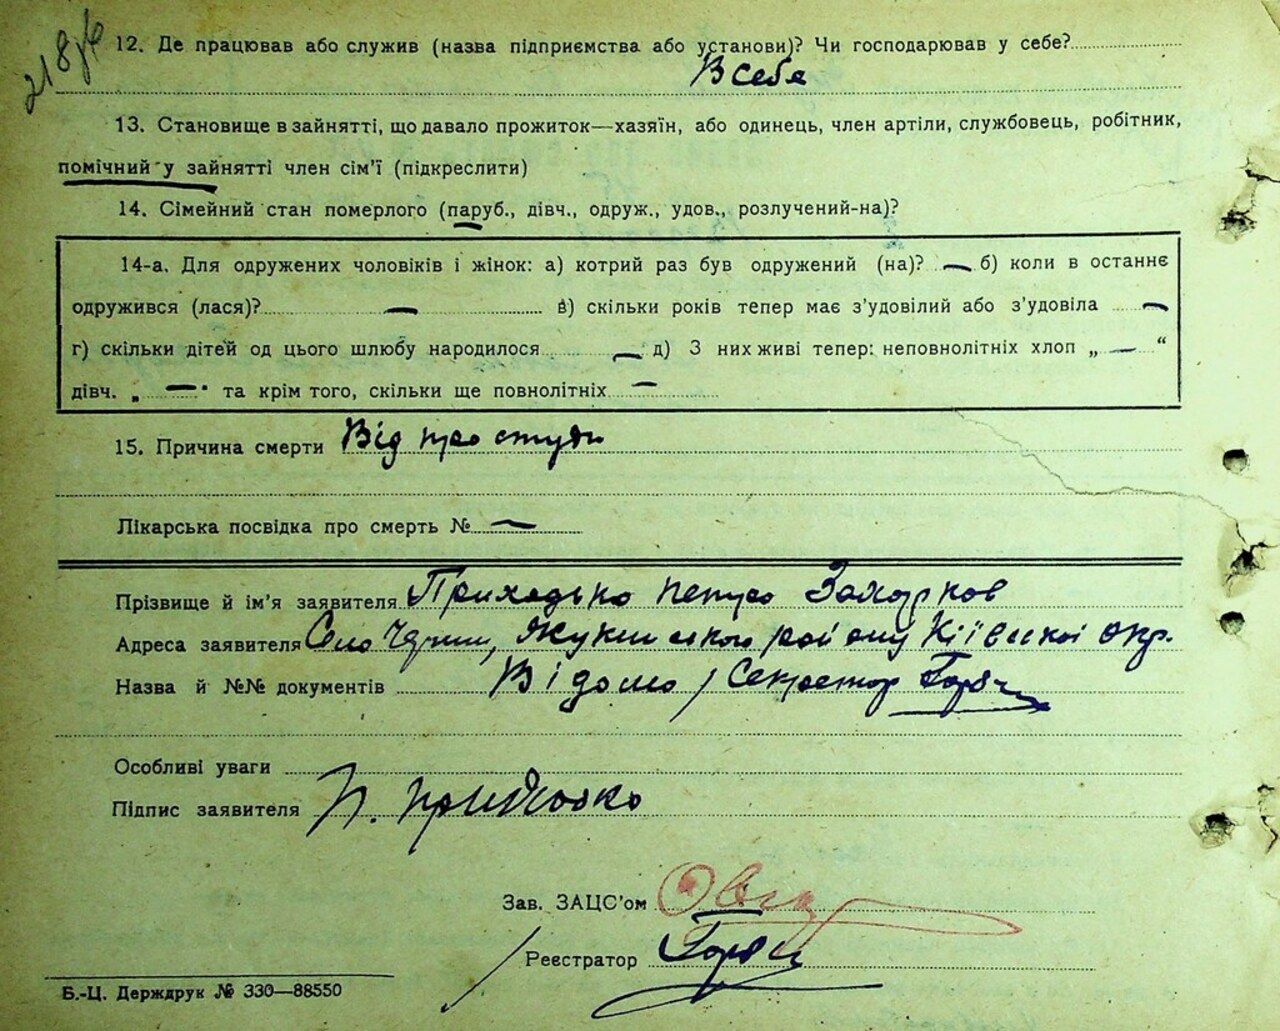 12. Де працював або служив (назва підприємства або установи)? Чи господарював у себе?
В себе
13. Становище в зайнятті, що давало прожиток—хазяїн, або одинець, член артіли, службовець, робітник,
помічний у зайнятті член сім'ї (підкреслити)
14. Сімейний стан померлого (паруб., дівч., одруж., удов., розлучений-на)?
14-а. Для одружених чоловіків і жінок: а) котрий раз був одружений (на)? — б) коли в останнє
одружився (лася)? — в) скільки років тепер має з'удовілий або з'удовіла —
г) скільки дітей од цього шлюбу народилося — д) З них живі тепер: неповнолітніх хлоп „ — “
дівч. „ — “ та крім того, скільки ще повнолітніх —
15. Причина смерти Від простуди
Лікарська посвідка про смерть № —
Прізвище й ім'я заявителя Приходько Петро Захарков
Адреса заявителя Село Жукинського району Київської окр.
Назва й №№ документів Відомо / Секретар
Особливі уваги
Підпис заявителя П. Приходько
Зав. ЗАЦС'ом
Реєстратор
Б.-Ц. Держдрук № 330—88550